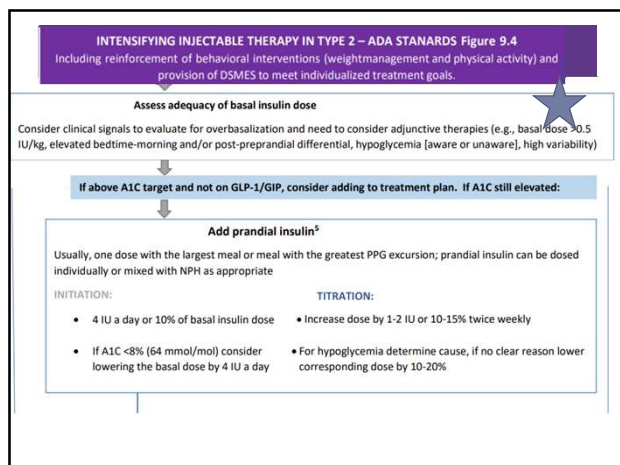 INTENSIFYING INJECTABLE THERAPY IN TYPE 2 – ADA STANARDS Figure 9.4
Including reinforcement of behavioral interventions (weightmanagement and physical activity) and
provision of DSMES to meet individualized treatment goals.
Assess adequacy of basal insulin dose
Consider clinical signals to evaluate for overbasalization and need to consider adjunctive therapies (e.g., basal dose >0.5
IU/kg, elevated bedtime-morning and/or post-preprandial differential, hypoglycemia [aware or unaware], high variability)
If above A1C target and not on GLP-1/GIP, consider adding to treatment plan. If A1C still elevated:
Add prandial insulin⁵
Usually, one dose with the largest meal or meal with the greatest PPG excursion; prandial insulin can be dosed
individually or mixed with NPH as appropriate
INITIATION:
• 4 IU a day or 10% of basal insulin dose
• If A1C <8% (64 mmol/mol) consider
lowering the basal dose by 4 IU a day
TITRATION:
• Increase dose by 1-2 IU or 10-15% twice weekly
• For hypoglycemia determine cause, if no clear reason lower
corresponding dose by 10-20%